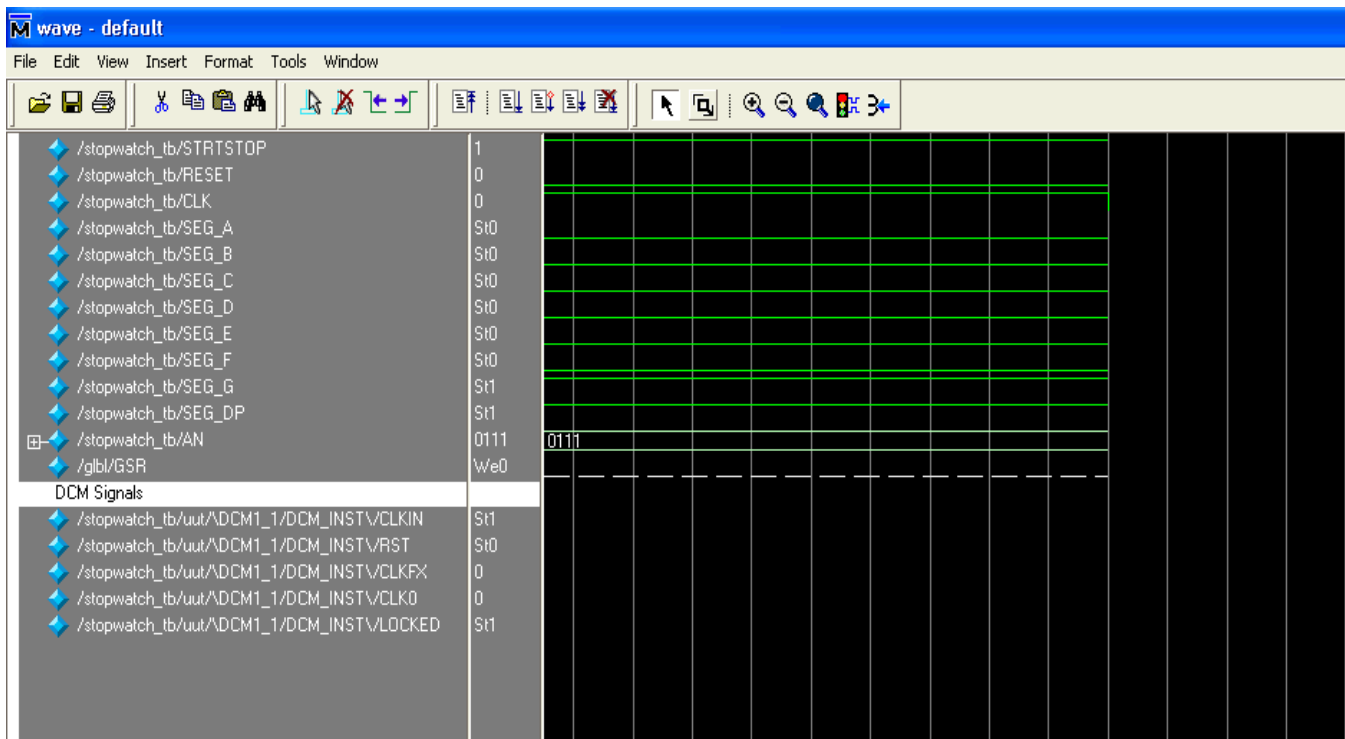 wave - default
File Edit View Insert Format Tools Window
/stopwatch_tb/STRTSTOP 1
/stopwatch_tb/RESET 0
/stopwatch_tb/CLK 0
/stopwatch_tb/SEG_A St0
/stopwatch_tb/SEG_B St0
/stopwatch_tb/SEG_C St0
/stopwatch_tb/SEG_D St0
/stopwatch_tb/SEG_E St0
/stopwatch_tb/SEG_F St0
/stopwatch_tb/SEG_G St1
/stopwatch_tb/SEG_DP St1
/stopwatch_tb/AN 0111 0111
/glbl/GSR We0
DCM Signals
/stopwatch_tb/uut/\DCM1_1/DCM_INST\/CLKIN St1
/stopwatch_tb/uut/\DCM1_1/DCM_INST\/RST St0
/stopwatch_tb/uut/\DCM1_1/DCM_INST\/CLKFX 0
/stopwatch_tb/uut/\DCM1_1/DCM_INST\/CLK0 0
/stopwatch_tb/uut/\DCM1_1/DCM_INST\/LOCKED St1